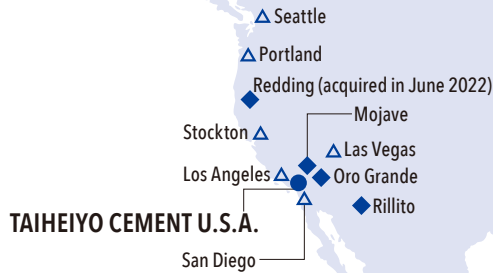 Seattle
Portland
Redding (acquired in June 2022)
Mojave
Stockton
Las Vegas
Los Angeles
Oro Grande
Rillito
TAIHEIYO CEMENT U.S.A.
San Diego